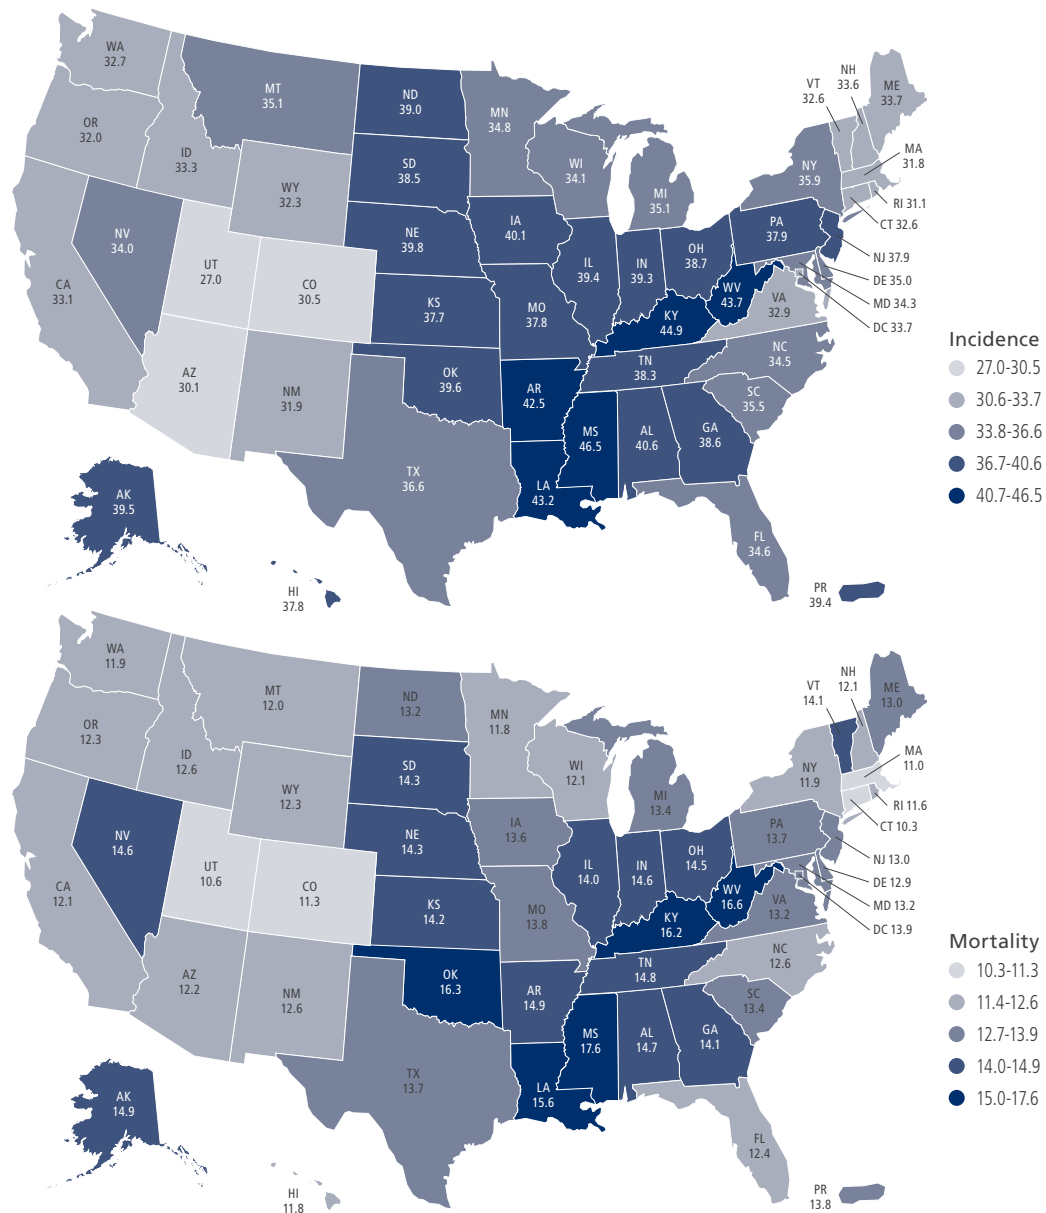 WA
32.7
MT
35.1
ND
39.0
MN
34.8
OR
32.0
ID
33.3
WY
32.3
SD
38.5
WI
34.1
MI
35.1
NY
35.9
VT
32.6
NH
33.6
ME
33.7
MA
31.8
RI 31.1
CT 32.6
NJ 37.9
DE 35.0
MD 34.3
DC 33.7
NV
34.0
UT
27.0
CO
30.5
NE
39.8
IA
40.1
IL
39.4
IN
39.3
OH
38.7
PA
37.9
CA
33.1
KS
37.7
MO
37.8
KY
44.9
WV
43.7
VA
32.9
AZ
30.1
NM
31.9
OK
39.6
AR
42.5
TN
38.3
NC
34.5
SC
35.5
TX
36.6
LA
43.2
MS
46.5
AL
40.6
GA
38.6
FL
34.6
AK
39.5
HI
37.8
PR
39.4
Incidence
27.0-30.5
30.6-33.7
33.8-36.6
36.7-40.6
40.7-46.5
WA
11.9
MT
12.0
ND
13.2
MN
11.8
OR
12.3
ID
12.6
WY
12.3
SD
14.3
WI
12.1
MI
13.4
NY
11.9
VT
14.1
NH
12.1
ME
13.0
MA
11.0
RI 11.6
CT 10.3
NJ 13.0
DE 12.9
MD 13.2
DC 13.9
NV
14.6
UT
10.6
CO
11.3
NE
14.3
IA
13.6
IL
14.0
IN
14.6
OH
14.5
PA
13.7
CA
12.1
KS
14.2
MO
13.8
KY
16.2
WV
16.6
VA
13.2
AZ
12.2
NM
12.6
OK
16.3
AR
14.9
TN
14.8
NC
12.6
SC
13.4
TX
13.7
LA
15.6
MS
17.6
AL
14.7
GA
14.1
FL
12.4
AK
14.9
HI
11.8
PR
13.8
Mortality
10.3-11.3
11.4-12.6
12.7-13.9
14.0-14.9
15.0-17.6